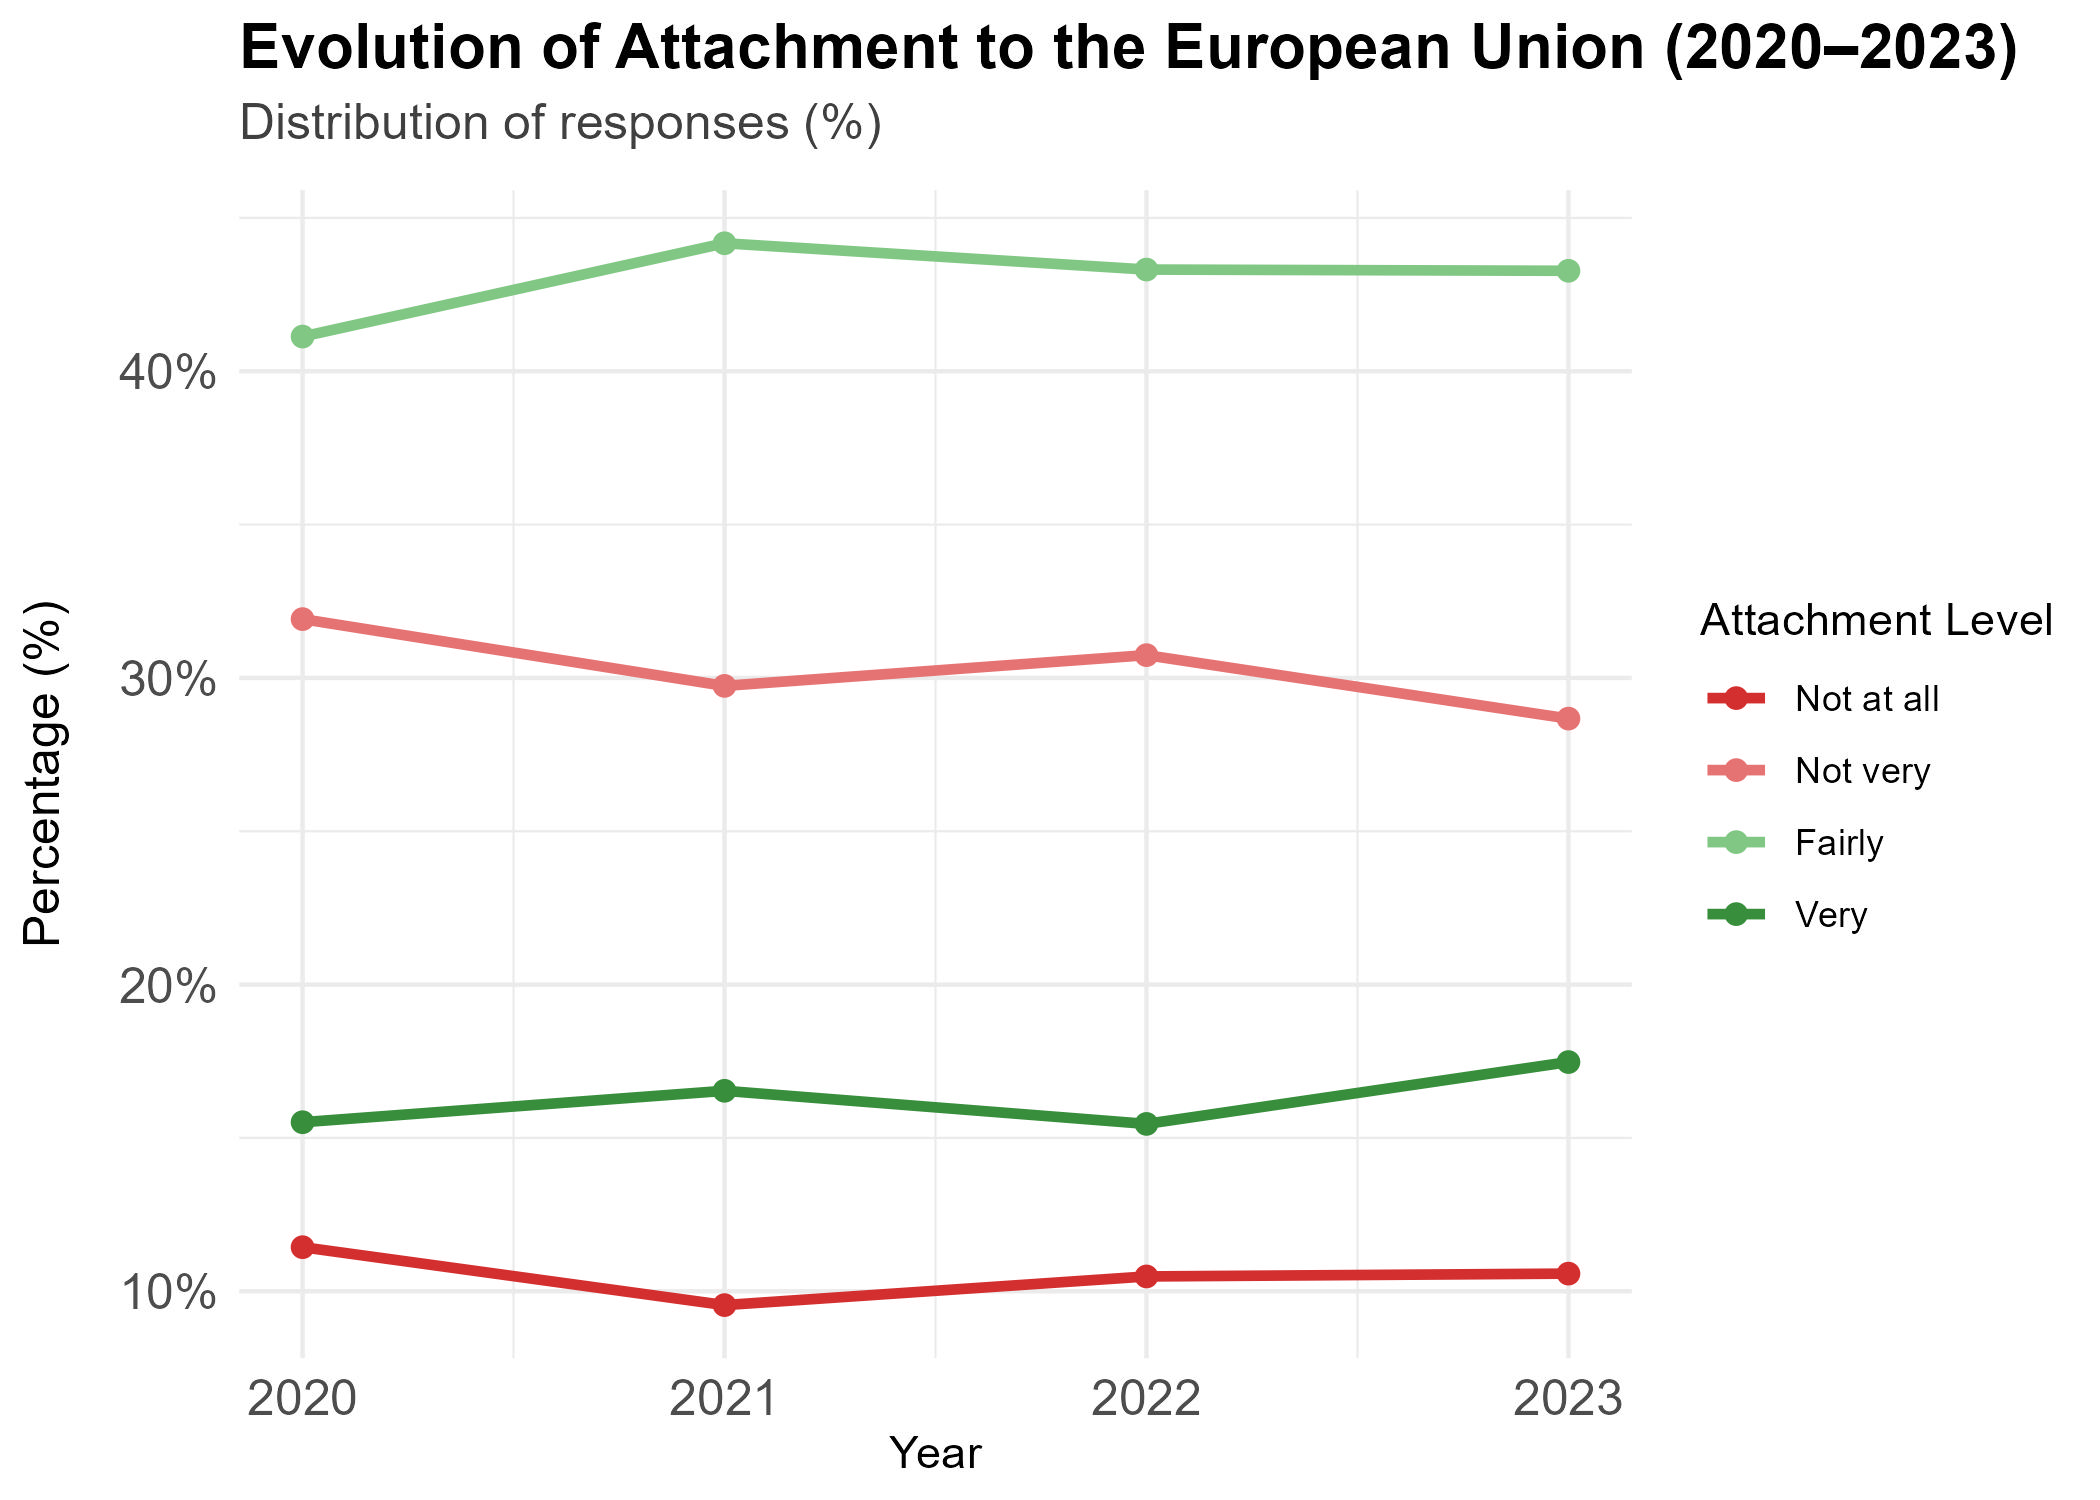 Evolution of Attachment to the European Union (2020–2023)
Distribution of responses (%)
Percentage (%)
40%
30%
20%
10%
2020
2021
2022
2023
Year
Attachment Level
Not at all
Not very
Fairly
Very